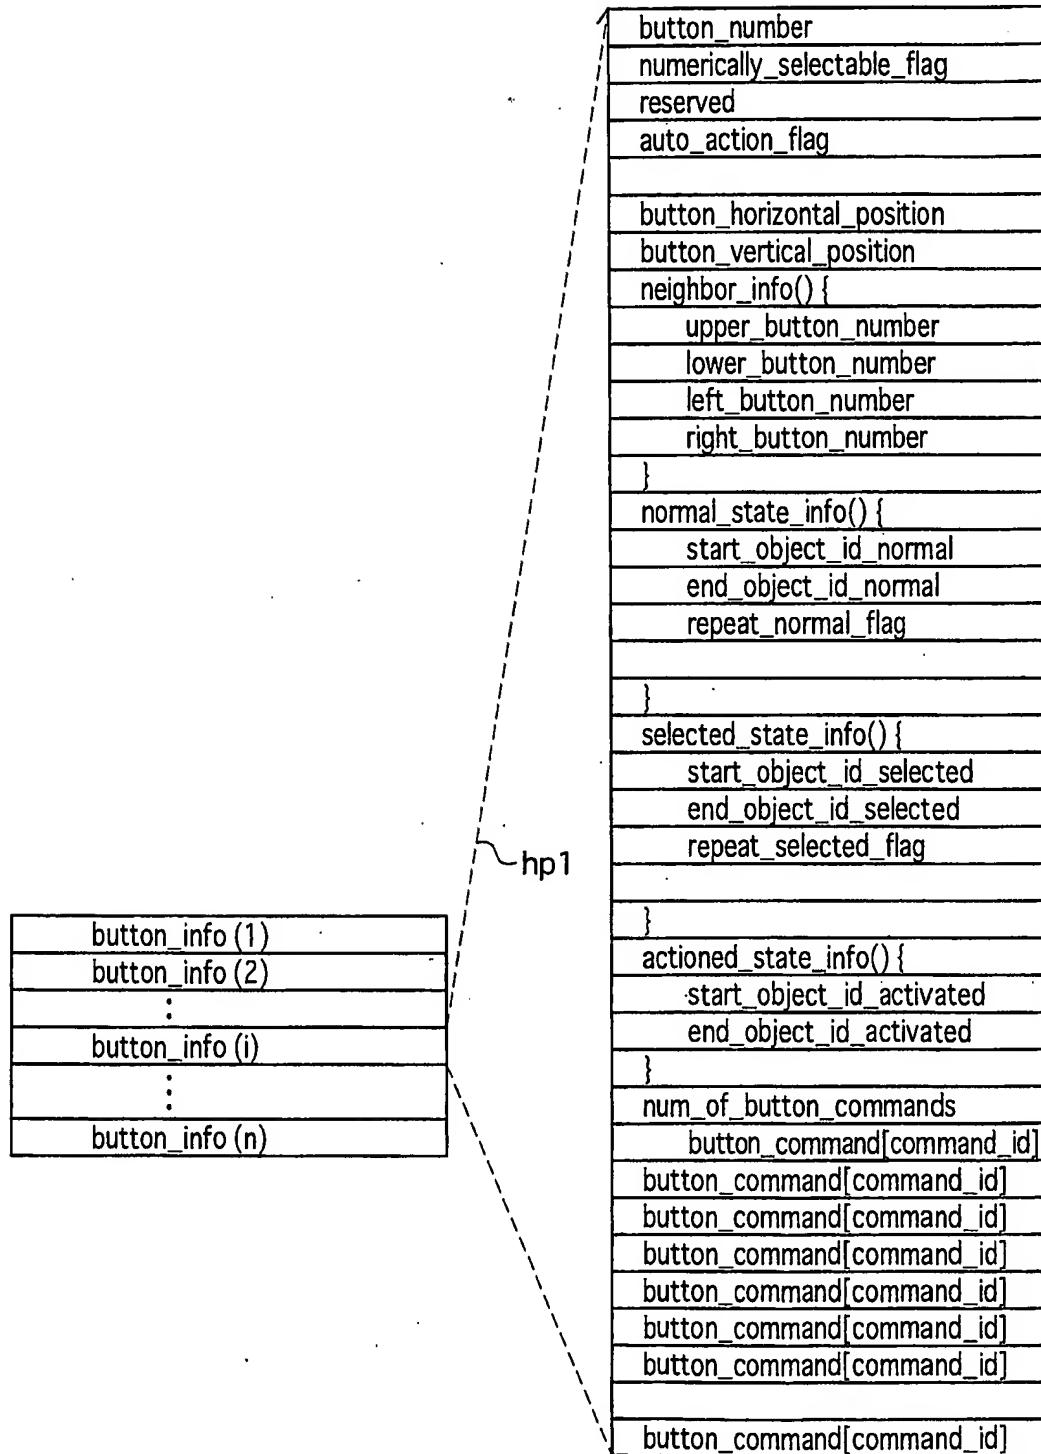 button_number
numerically_selectable_flag
reserved
auto_action_flag
button_horizontal_position
button_vertical_position
neighbor_info() {
upper_button_number
lower_button_number
left_button_number
right_button_number
}
normal_state_info() {
start_object_id_normal
end_object_id_normal
repeat_normal_flag
}
selected_state_info() {
start_object_id_selected
end_object_id_selected
repeat_selected_flag
}
actioned_state_info() {
start_object_id_activated
end_object_id_activated
}
num_of_button_commands
button_command[command_id]
button_command[command_id]
button_command[command_id]
button_command[command_id]
button_command[command_id]
button_command[command_id]
button_command[command_id]
button_command[command_id]
hp1
button_info (1)
button_info (2)
⋮
button_info (i)
⋮
button_info (n)